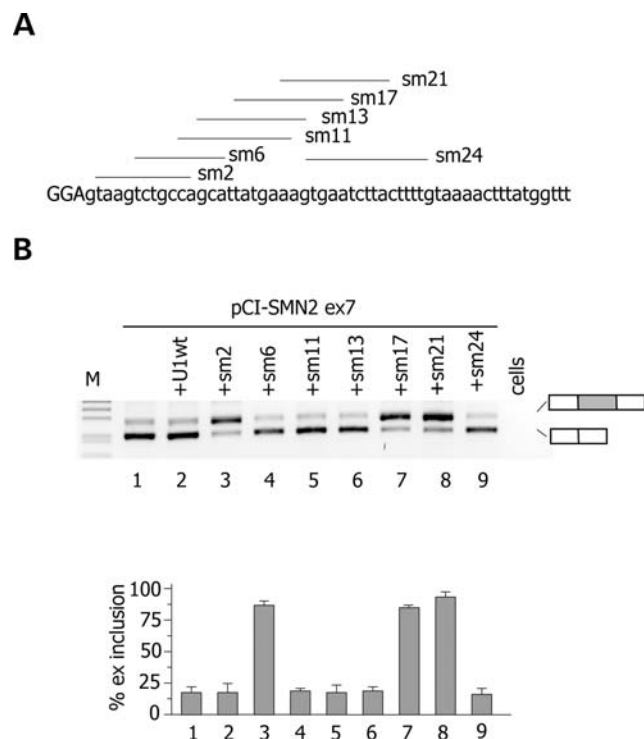 A
sm21
sm17
sm13
sm11
sm6
sm24
sm2
GGAgtaagtctgccagcattatgaaagtgaatcttacttttgtaaaactttatggttt
B
pCI-SMN2 ex7
M
+U1wt
+sm2
+sm6
+sm11
+sm13
+sm17
+sm21
+sm24
cells
1 2 3 4 5 6 7 8 9
% ex inclusion
100
75
50
25
0
1 2 3 4 5 6 7 8 9